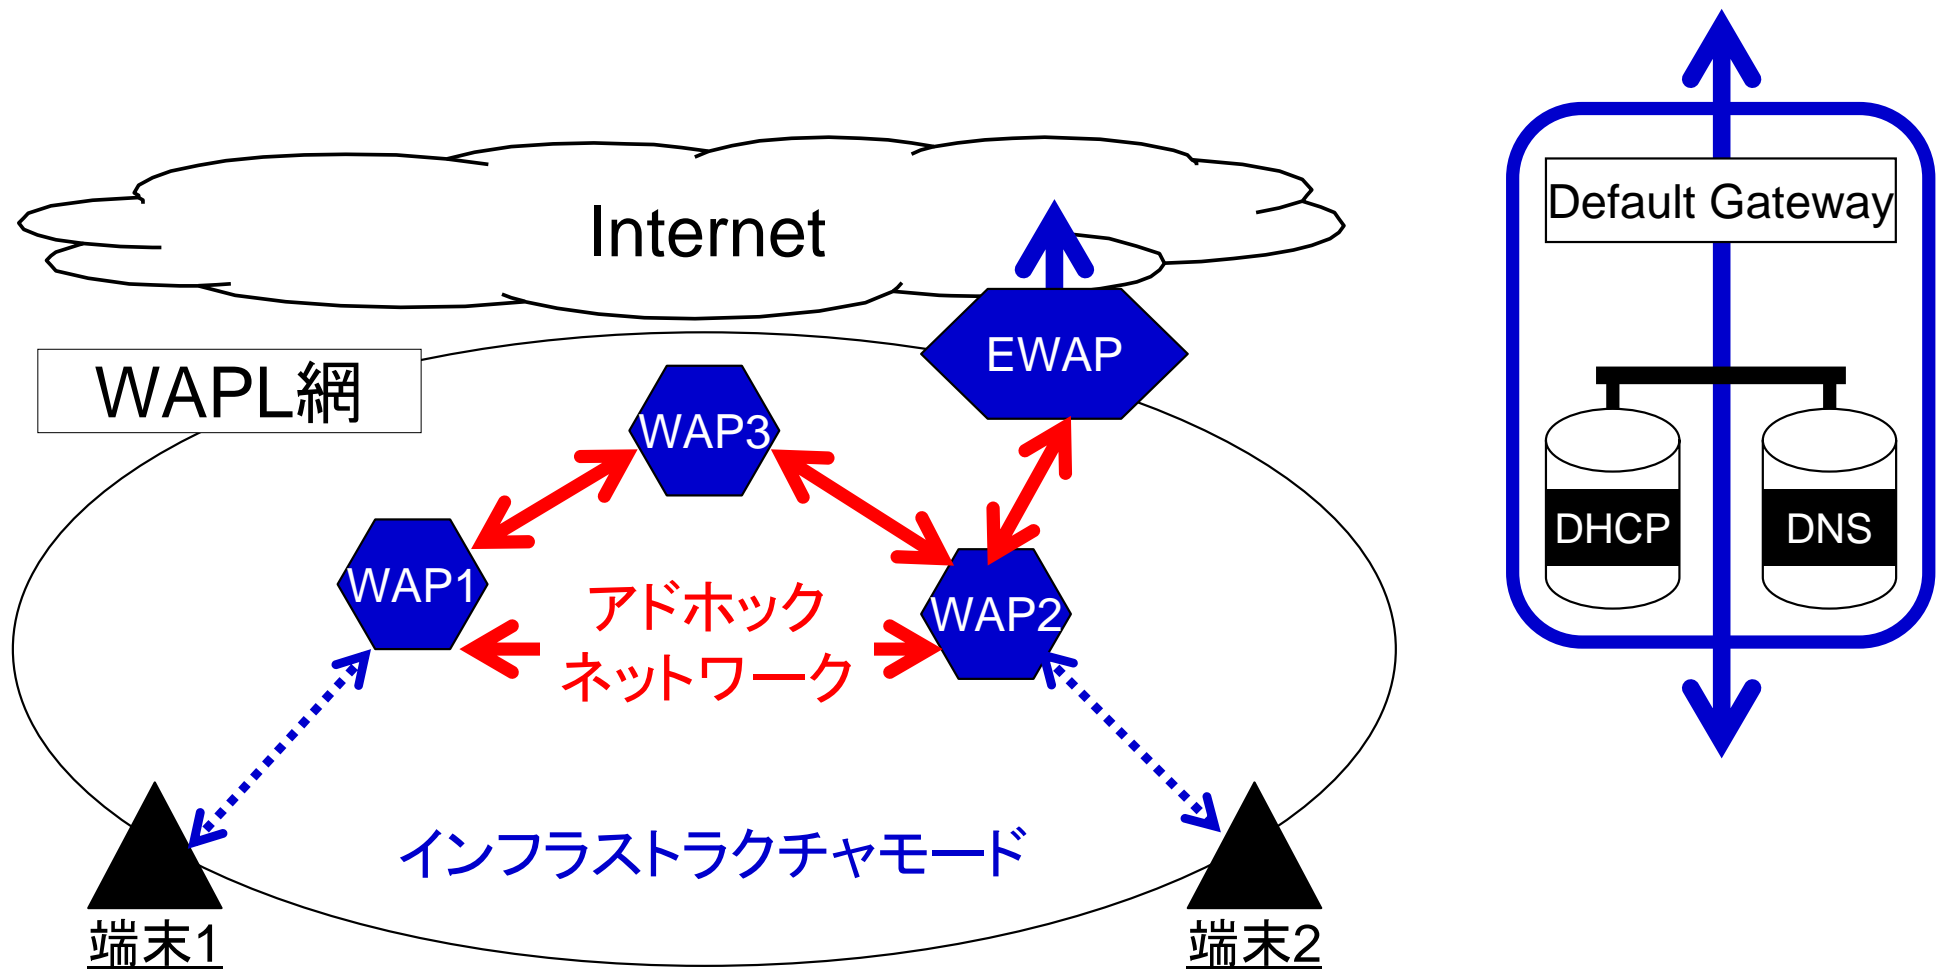 Internet
Default Gateway
EWAP
WAPL網
WAP3
DHCP
DNS
WAP1
WAP2
アドホック
ネットワーク
インフラストラクチャモード
端末1
端末2